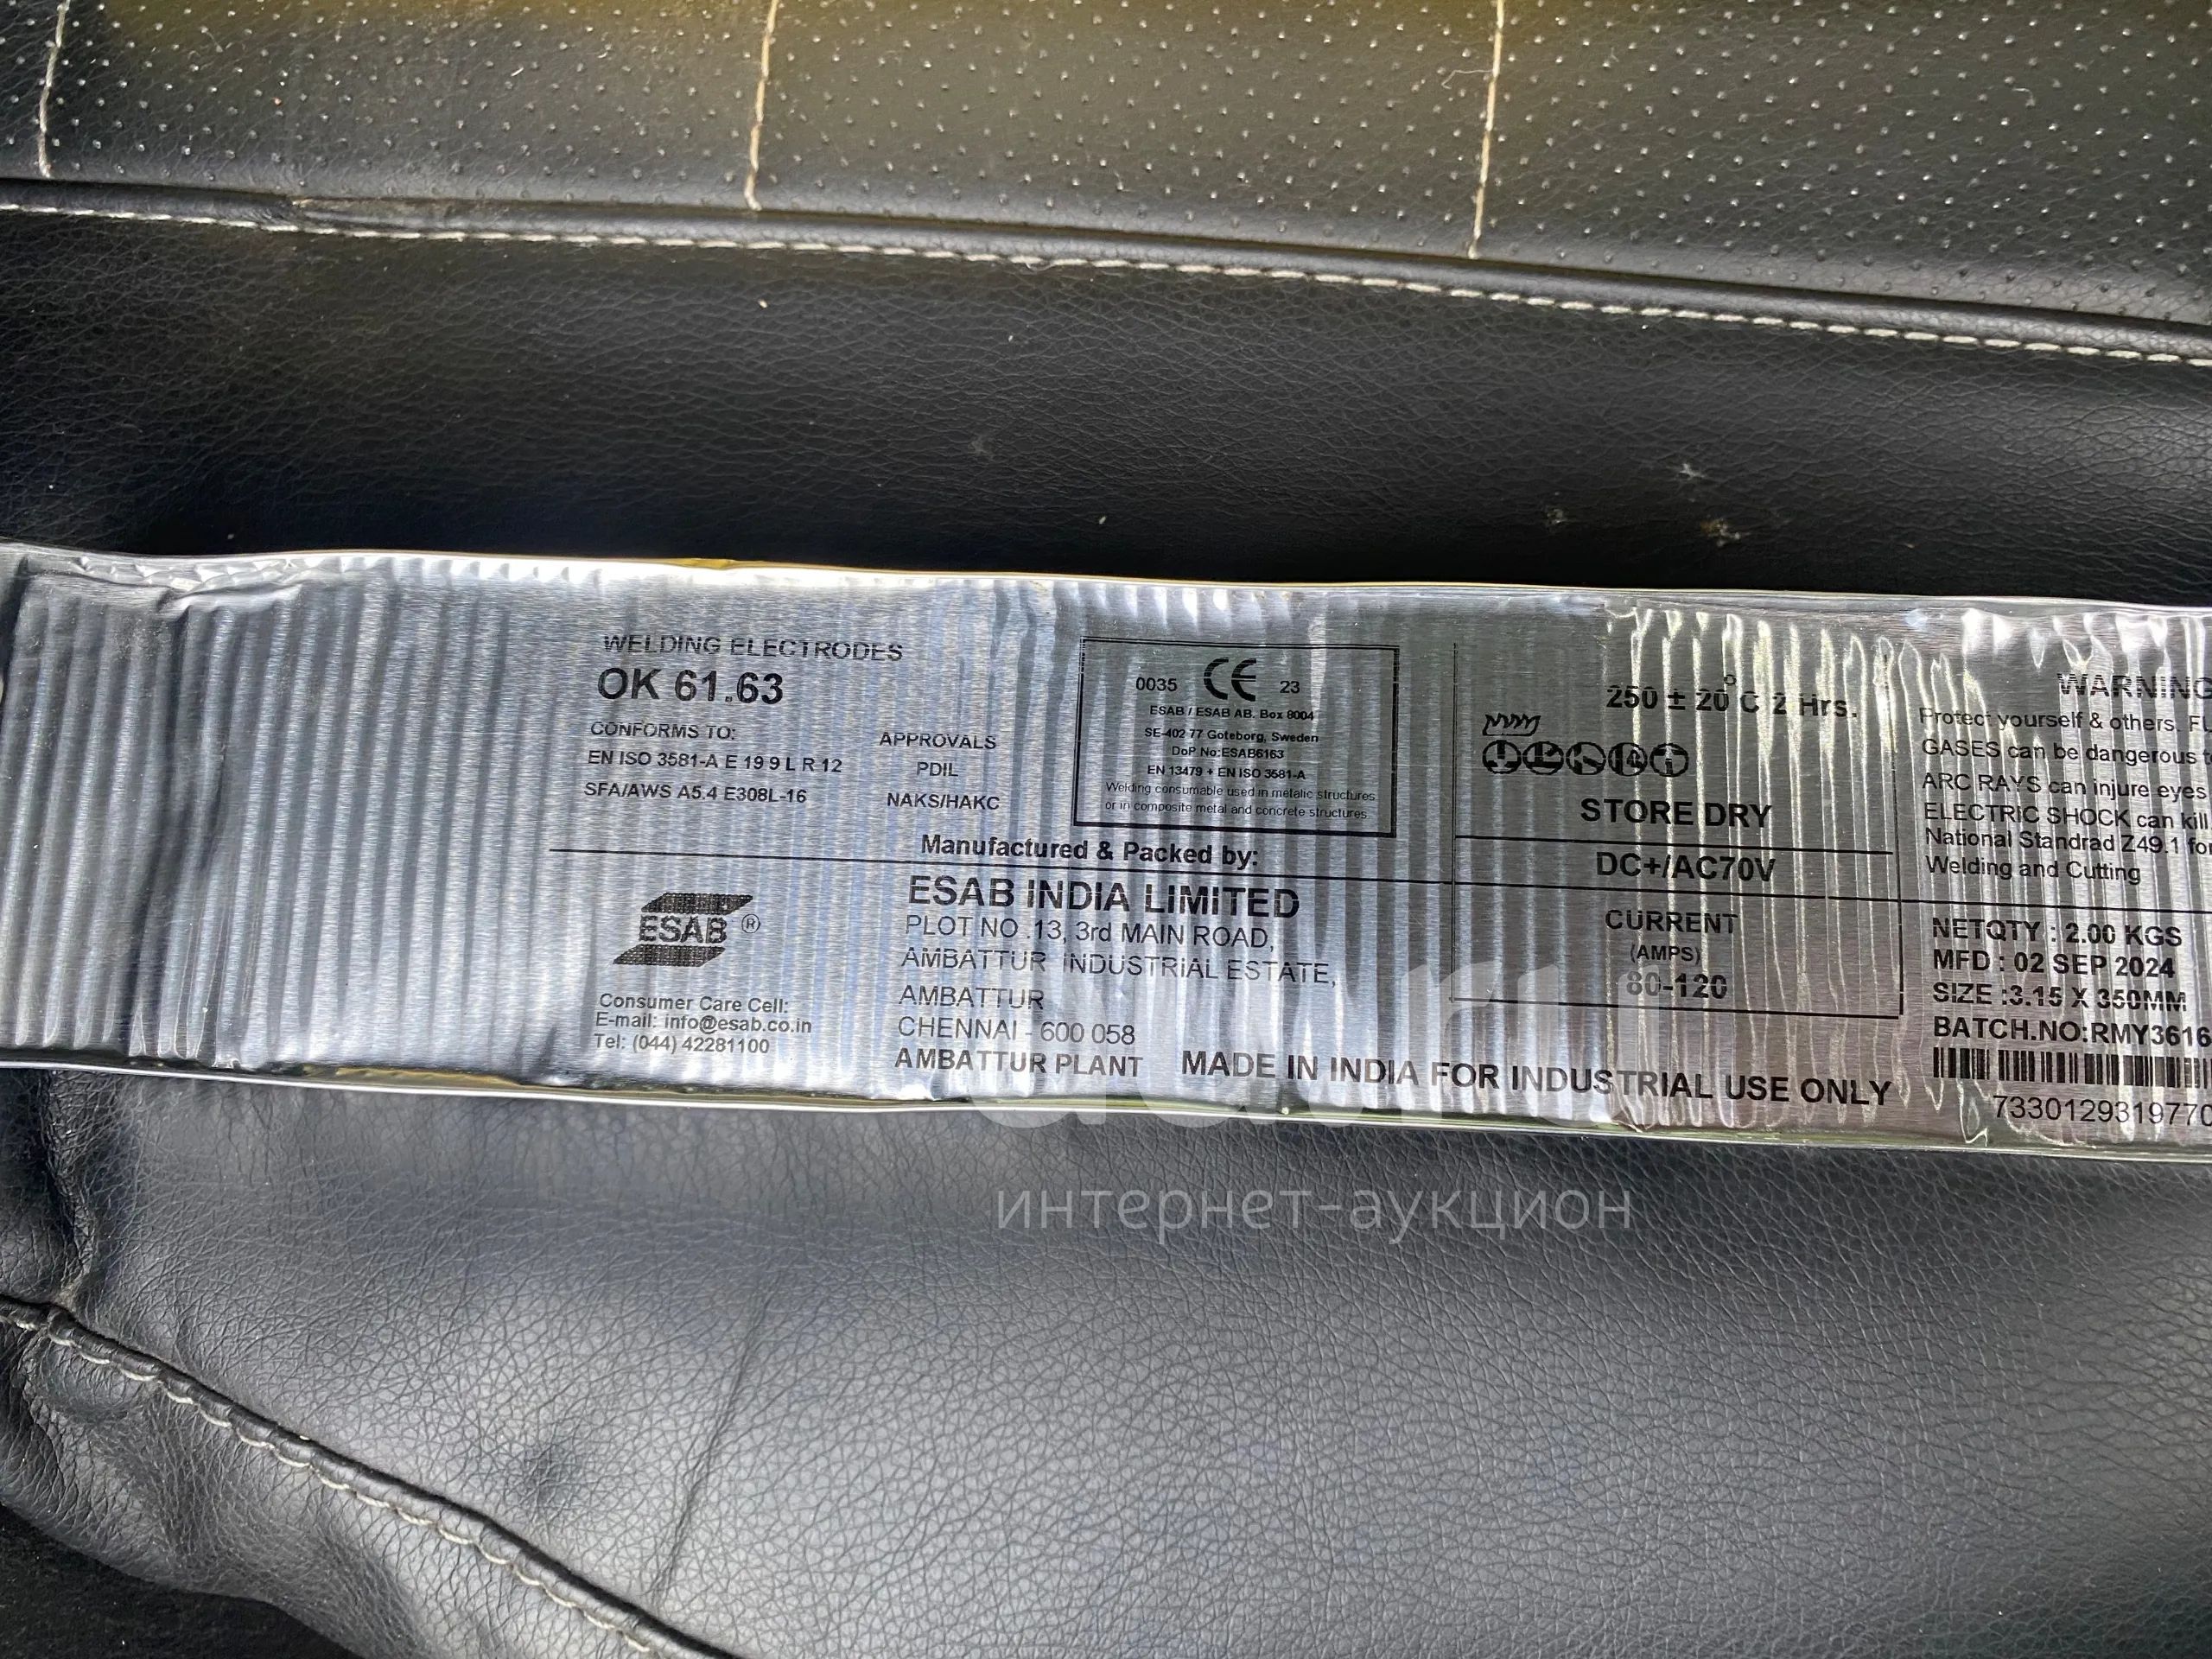 WELDING ELECTRODES
OK 61.63
CONFORMS TO:
EN ISO 3581-A E 19 9 L R 12
SFA/AWS A5.4 E308L-16
APPROVALS
PDIL
NAKS/HAKC
0035 CE 23
ESAB / ESAB AB. Box 8004
SE-402 77 Goteborg, Sweden
DoP No:ESAB6163
EN 13479 + EN ISO 3581-A
Welding consumable used in metalic structures
or in composite metal and concrete structures
250 ± 20°C 2 Hrs.
STORE DRY
DC+/AC70V
CURRENT
(AMPS)
80-120
WARNING
Protect yourself & others.
GASES can be dangerous
ARC RAYS can injure eyes
ELECTRIC SHOCK can kill
National Standrad Z49.1 for
Welding and Cutting
NETQTY : 2.00 KGS
MFD : 02 SEP 2024
SIZE :3.15 X 350MM
BATCH.NO:RMY3616
7330129319770
ESAB ®
Consumer Care Cell:
E-mail: info@esab.co.in
Tel: (044) 42281100
Manufactured & Packed by:
ESAB INDIA LIMITED
PLOT NO .13, 3rd MAIN ROAD,
AMBATTUR INDUSTRIAL ESTATE,
AMBATTUR
CHENNAI - 600 058
AMBATTUR PLANT
MADE IN INDIA FOR INDUSTRIAL USE ONLY
интернет-аукцион